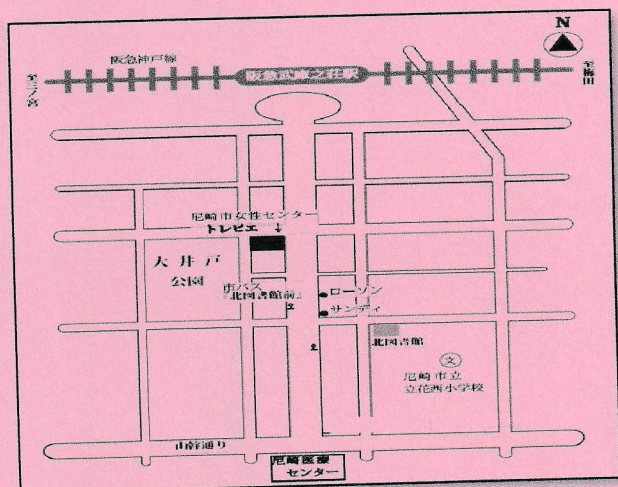 N
阪急神戸線
阪急武庫之荘駅
至三ノ宮
至梅田
尼崎市女性センター
トレピエ ↓
大井戸
公園
市バス
『北図書館前』
ローソン
サンディ
北図書館
文
尼崎市立
立花西小学校
山幹通り
尼崎医療
センター